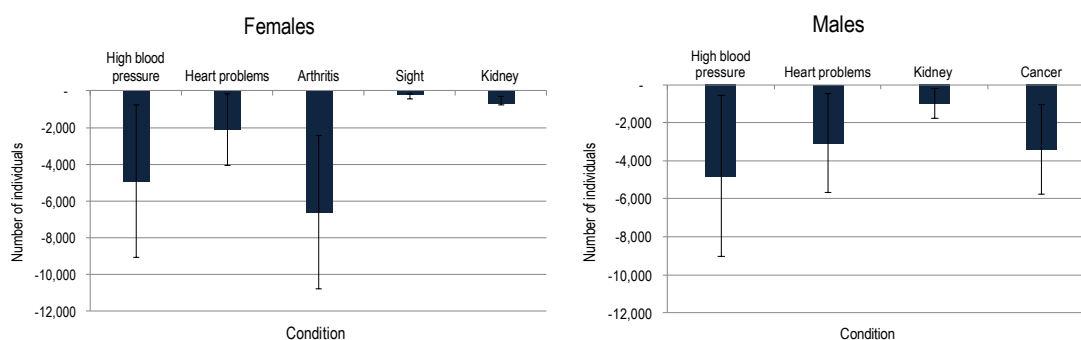 Females
High blood
pressure
Heart problems
Arthritis
Sight
Kidney
-
-2,000
-4,000
-6,000
-8,000
-10,000
-12,000
Number of individuals
Condition
Males
High blood
pressure
Heart problems
Kidney
Cancer
-
-2,000
-4,000
-6,000
-8,000
-10,000
-12,000
Number of individuals
Condition